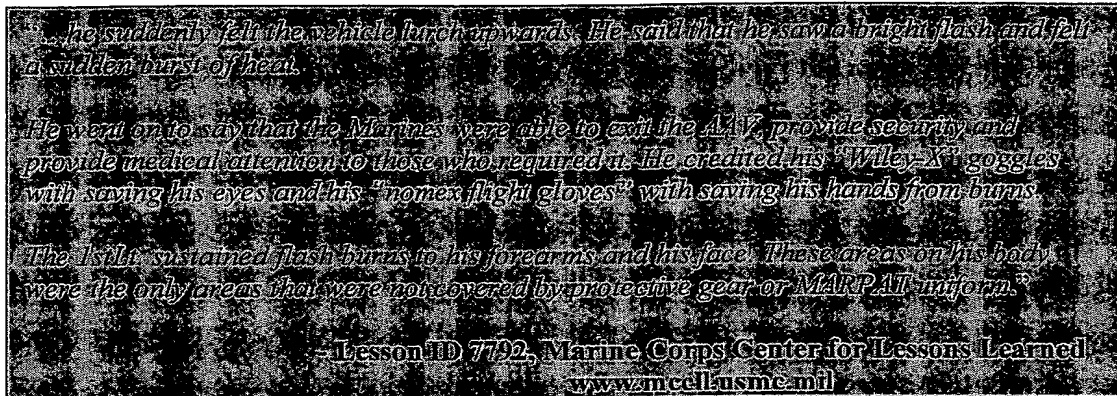 "...he suddenly felt the vehicle lurch upwards. He said that he saw a bright flash and felt
a sudden burst of heat.
He went on to say that the Marines were able to exit the AAV, provide security and
provide medical attention to those who required it. He credited his "Wiley-X" goggles
with saving his eyes and his "nomex flight gloves" with saving his hands from burns.
The 1stLt. sustained flash burns to his forearms and his face. These areas on his body,
were the only areas that were not covered by protective gear or MARPAT uniform."
- Lesson ID 7792, Marine Corps Center for Lessons Learned
www.mccll.usmc.mil